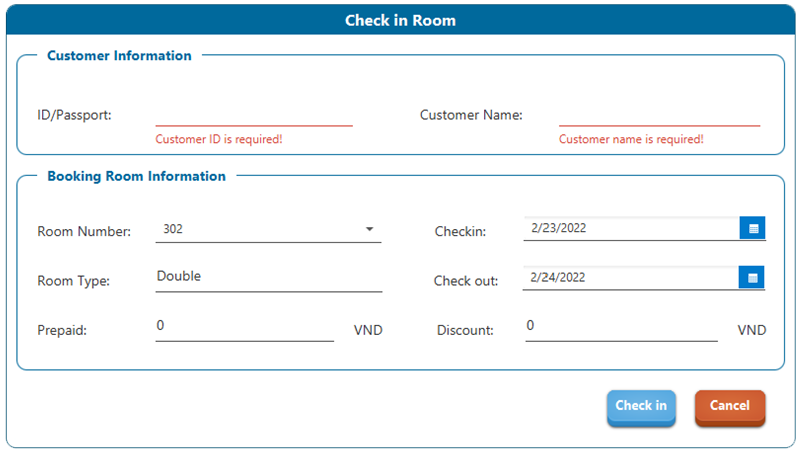 Check in Room
Customer Information
ID/Passport:
Customer Name:
Customer ID is required!
Customer name is required!
Booking Room Information
Room Number: 302
Checkin: 2/23/2022
Room Type: Double
Check out: 2/24/2022
Prepaid: 0 VND
Discount: 0 VND
Check in
Cancel